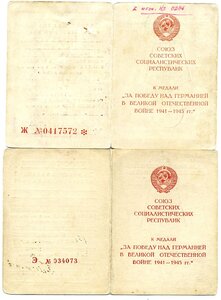 СОЮЗ
СОВЕТСКИХ
СОЦИАЛИСТИЧЕСКИХ
РЕСПУБЛИК
К МЕДАЛИ
"ЗА ПОБЕДУ НАД ГЕРМАНИЕЙ
В ВЕЛИКОЙ ОТЕЧЕСТВЕННОЙ
ВОЙНЕ 1941—1945 гг."
Ж №0417572 ✻
СОЮЗ
СОВЕТСКИХ
СОЦИАЛИСТИЧЕСКИХ
РЕСПУБЛИК
К МЕДАЛИ
„ЗА ПОБЕДУ НАД ГЕРМАНИЕЙ
В ВЕЛИКОЙ ОТЕЧЕСТВЕННОЙ
ВОЙНЕ 1941—1945 гг."
Э № 034073